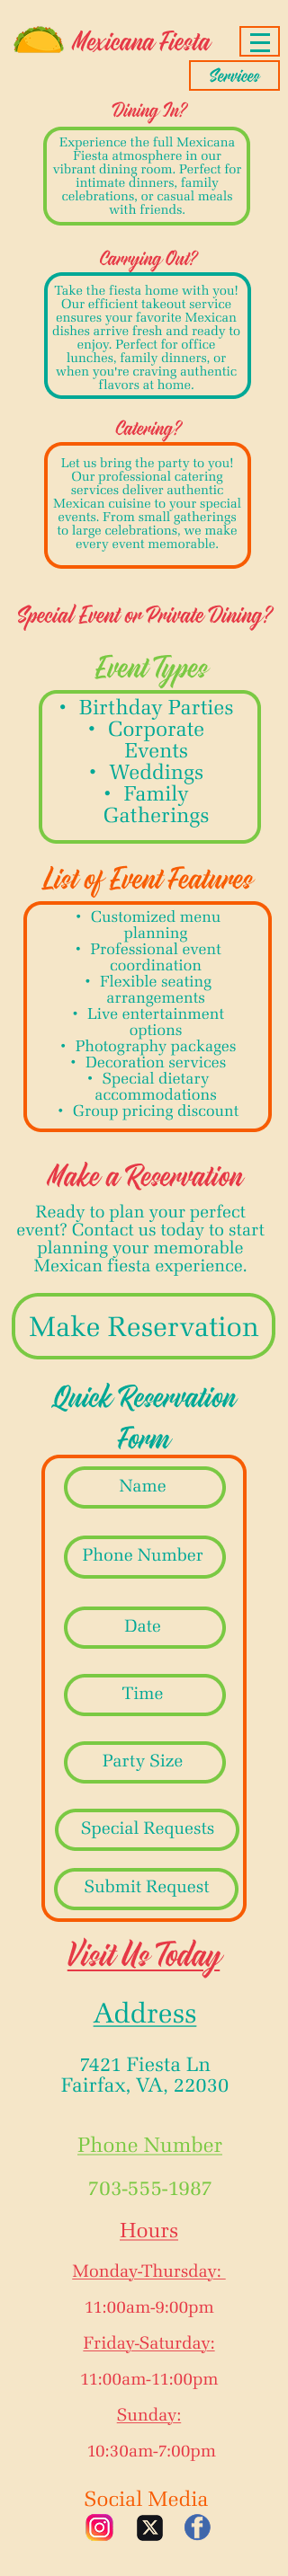 Mexicana Fiesta
Services
Dining In?
Experience the full Mexicana
Fiesta atmosphere in our
vibrant dining room. Perfect for
intimate dinners, family
celebrations, or casual meals
with friends.
Carrying Out?
Take the fiesta home with you!
Our efficient takeout service
ensures your favorite Mexican
dishes arrive fresh and ready to
enjoy. Perfect for office
lunches, family dinners, or
when you're craving authentic
flavors at home.
Catering?
Let us bring the party to you!
Our professional catering
services deliver authentic
Mexican cuisine to your special
events. From small gatherings
to large celebrations, we make
every event memorable.
Special Event or Private Dining?
Event Types
• Birthday Parties
• Corporate
Events
• Weddings
• Family
Gatherings
List of Event Features
• Customized menu
planning
• Professional event
coordination
• Flexible seating
arrangements
• Live entertainment
options
• Photography packages
• Decoration services
• Special dietary
accommodations
• Group pricing discount
Make a Reservation
Ready to plan your perfect
event? Contact us today to start
planning your memorable
Mexican fiesta experience.
Make Reservation
Quick Reservation
Form
Name
Phone Number
Date
Time
Party Size
Special Requests
Submit Request
Visit Us Today
Address
7421 Fiesta Ln
Fairfax, VA, 22030
Phone Number
703-555-1987
Hours
Monday-Thursday:
11:00am-9:00pm
Friday-Saturday:
11:00am-11:00pm
Sunday:
10:30am-7:00pm
Social Media